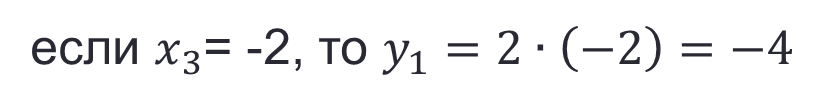 если x₃= -2, то y₁ = 2 · (−2) = −4